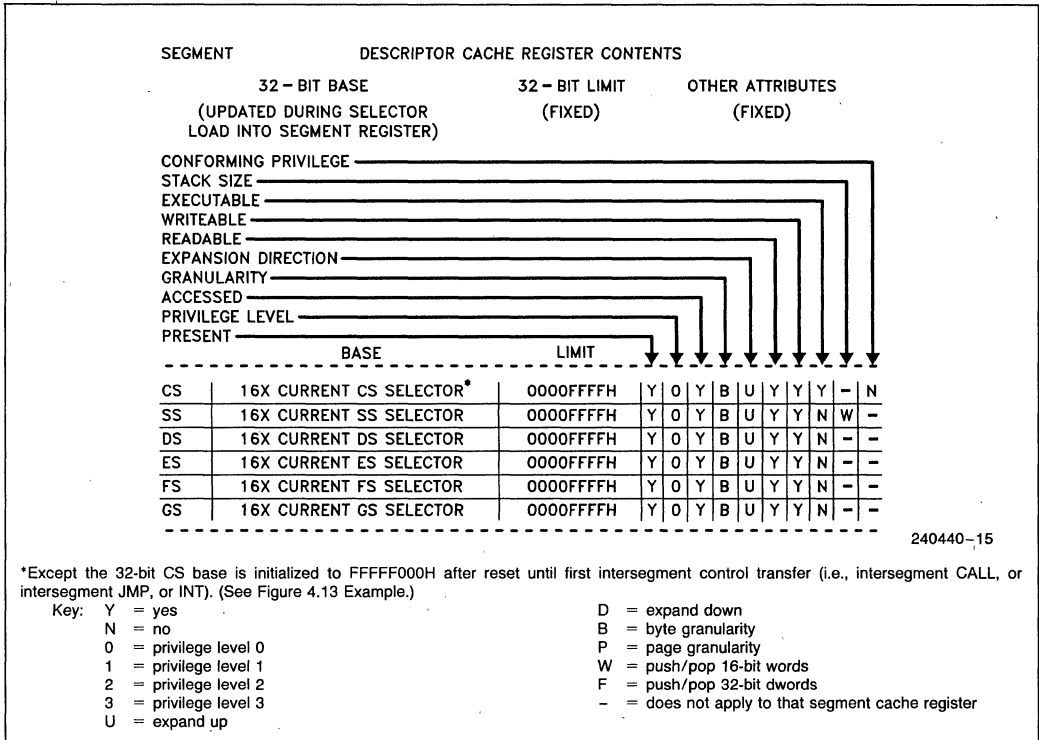 SEGMENT DESCRIPTOR CACHE REGISTER CONTENTS
32 – BIT BASE 32 – BIT LIMIT OTHER ATTRIBUTES
(UPDATED DURING SELECTOR (FIXED) (FIXED)
LOAD INTO SEGMENT REGISTER)
CONFORMING PRIVILEGE
STACK SIZE
EXECUTABLE
WRITEABLE
READABLE
EXPANSION DIRECTION
GRANULARITY
ACCESSED
PRIVILEGE LEVEL
PRESENT
BASE LIMIT
CS 16X CURRENT CS SELECTOR* 0000FFFFH Y 0 Y B U Y Y Y – N
SS 16X CURRENT SS SELECTOR 0000FFFFH Y 0 Y B U Y Y N W –
DS 16X CURRENT DS SELECTOR 0000FFFFH Y 0 Y B U Y Y N – –
ES 16X CURRENT ES SELECTOR 0000FFFFH Y 0 Y B U Y Y N – –
FS 16X CURRENT FS SELECTOR 0000FFFFH Y 0 Y B U Y Y N – –
GS 16X CURRENT GS SELECTOR 0000FFFFH Y 0 Y B U Y Y N – –
240440–15
*Except the 32-bit CS base is initialized to FFFFF000H after reset until first intersegment control transfer (i.e., intersegment CALL, or
intersegment JMP, or INT). (See Figure 4.13 Example.)
Key: Y = yes
N = no
0 = privilege level 0
1 = privilege level 1
2 = privilege level 2
3 = privilege level 3
U = expand up
D = expand down
B = byte granularity
P = page granularity
W = push/pop 16-bit words
F = push/pop 32-bit dwords
– = does not apply to that segment cache register